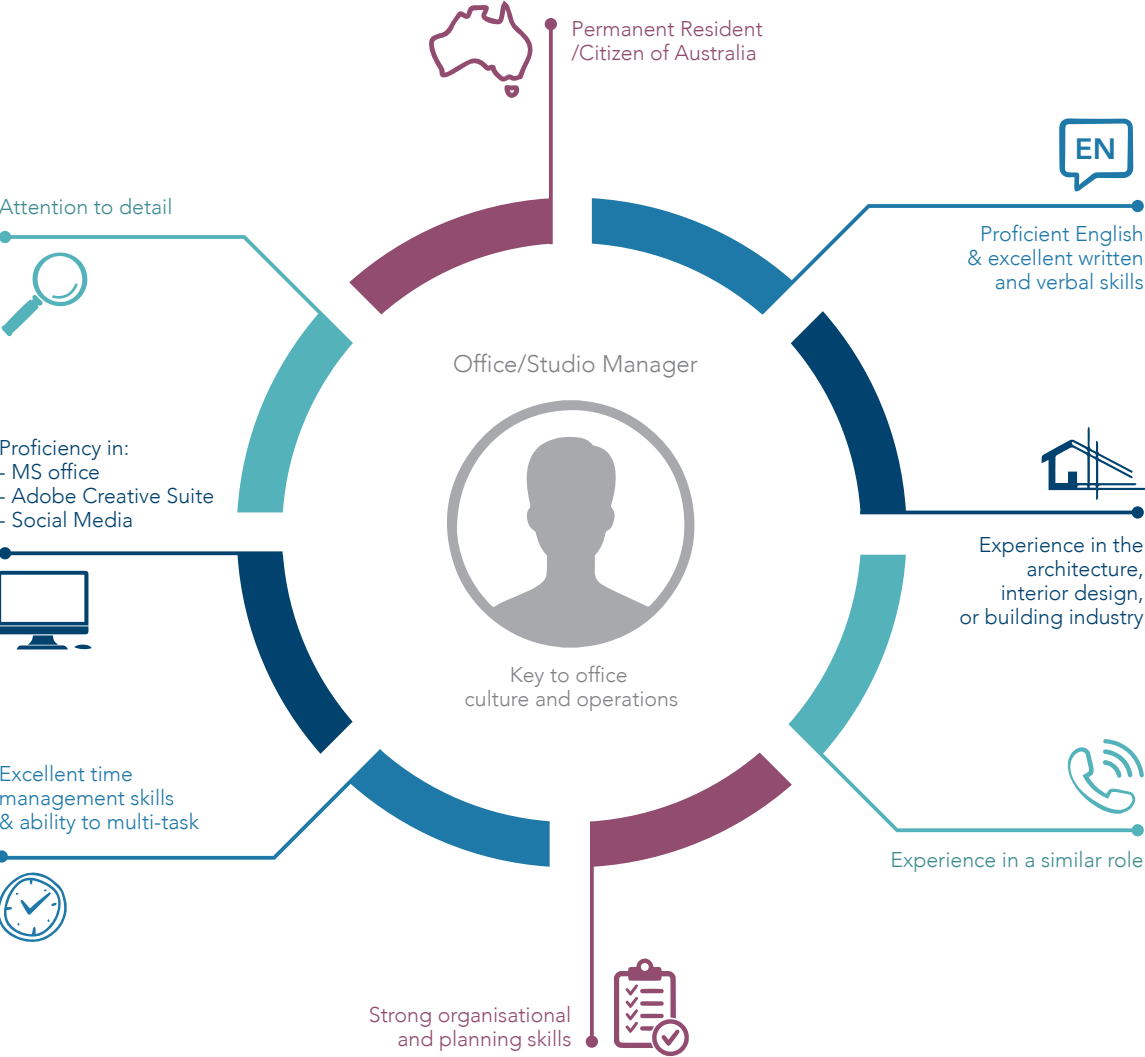 Permanent Resident
/Citizen of Australia
EN
Proficient English
& excellent written
and verbal skills
Attention to detail
Office/Studio Manager
Proficiency in:
- MS office
- Adobe Creative Suite
- Social Media
Experience in the
architecture,
interior design,
or building industry
Key to office
culture and operations
Excellent time
management skills
& ability to multi-task
Experience in a similar role
Strong organisational
and planning skills